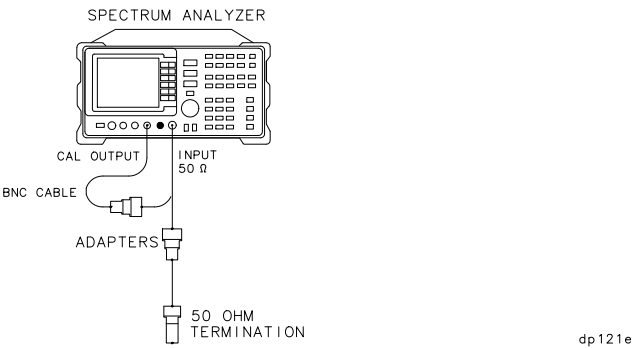 SPECTRUM ANALYZER
CAL OUTPUT
INPUT
50 Ω
BNC CABLE
ADAPTERS
50 OHM
TERMINATION
dp121e